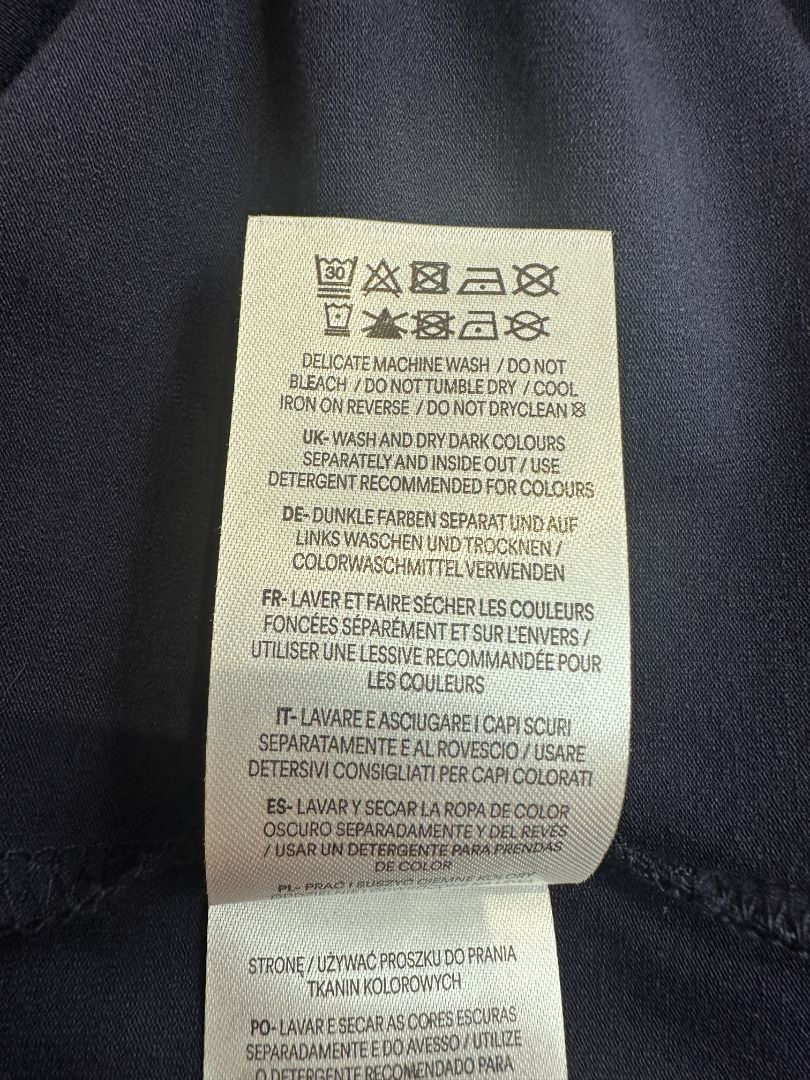 30
DELICATE MACHINE WASH / DO NOT
BLEACH / DO NOT TUMBLE DRY / COOL
IRON ON REVERSE / DO NOT DRYCLEAN
UK- WASH AND DRY DARK COLOURS
SEPARATELY AND INSIDE OUT / USE
DETERGENT RECOMMENDED FOR COLOURS
DE- DUNKLE FARBEN SEPARAT UND AUF
LINKS WASCHEN UND TROCKNEN /
COLORWASCHMITTEL VERWENDEN
FR- LAVER ET FAIRE SÉCHER LES COULEURS
FONCÉES SÉPARÉMENT ET SUR L'ENVERS /
UTILISER UNE LESSIVE RECOMMANDÉE POUR
LES COULEURS
IT- LAVARE E ASCIUGARE I CAPI SCURI
SEPARATAMENTE E AL ROVESCIO / USARE
DETERSIVI CONSIGLIATI PER CAPI COLORATI
ES- LAVAR Y SECAR LA ROPA DE COLOR
OSCURO SEPARADAMENTE Y DEL REVÉS
/ USAR UN DETERGENTE PARA PRENDAS
DE COLOR
PL- PRAĆ I SUSZYĆ CIEMNE KOLORY
STRONĘ / UŻYWAĆ PROSZKU DO PRANIA
TKANIN KOLOROWYCH
PO- LAVAR E SECAR AS CORES ESCURAS
SEPARADAMENTE E DO AVESSO / UTILIZE
O DETERGENTE RECOMENDADO PARA